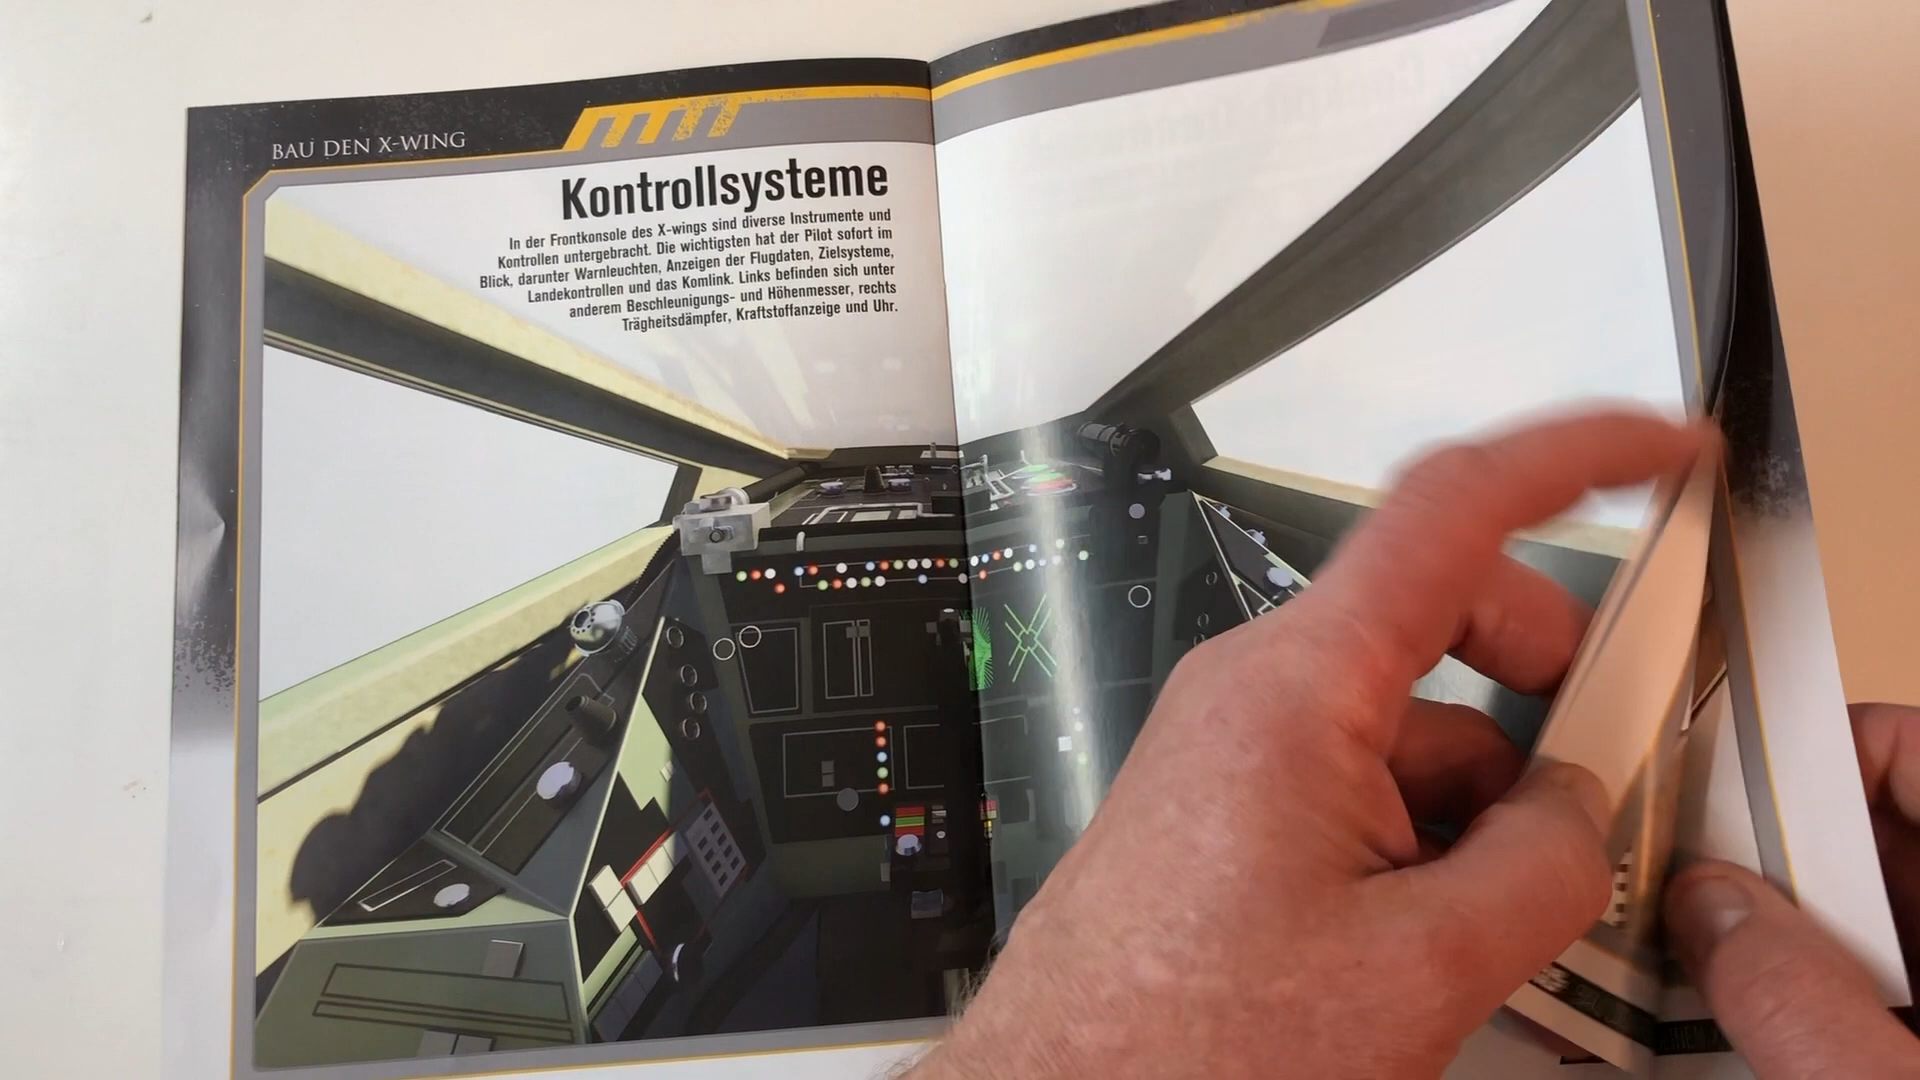 BAU DEN X-WING
Kontrollsysteme
In der Frontkonsole des X-wings sind diverse Instrumente und
Kontrollen untergebracht. Die wichtigsten hat der Pilot sofort im
Blick, darunter Warnleuchten, Anzeigen der Flugdaten, Zielsysteme,
Landekontrollen und das Komlink. Links befinden sich unter
anderem Beschleunigungs- und Höhenmesser, rechts
Trägheitsdämpfer, Kraftstoffanzeige und Uhr.